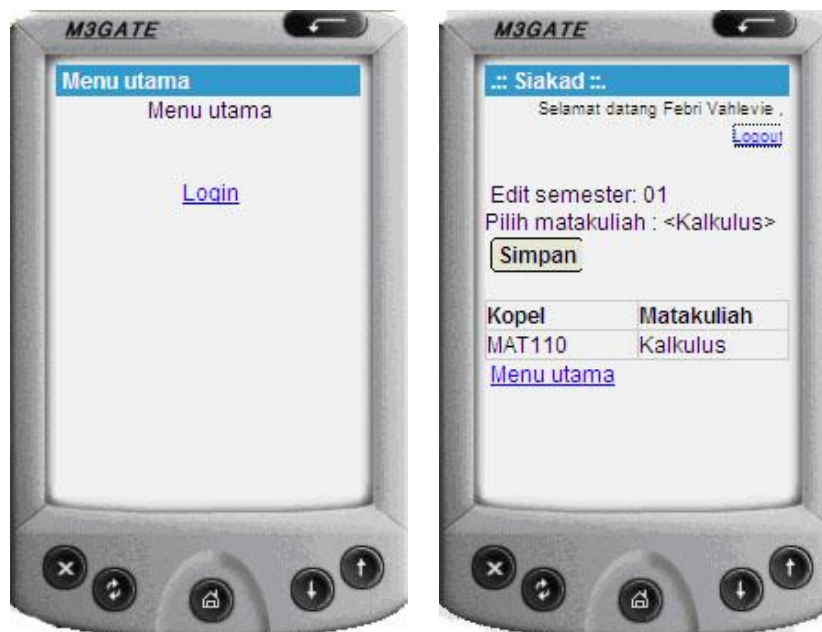 M3GATE
Menu utama
Menu utama
Login
M3GATE
.:: Siakad ::.
Selamat datang Febri Vahlevie ,
Logout
Edit semester: 01
Pilih matakuliah : <Kalkulus>
Simpan
Kopel Matakuliah
MAT110 Kalkulus
Menu utama